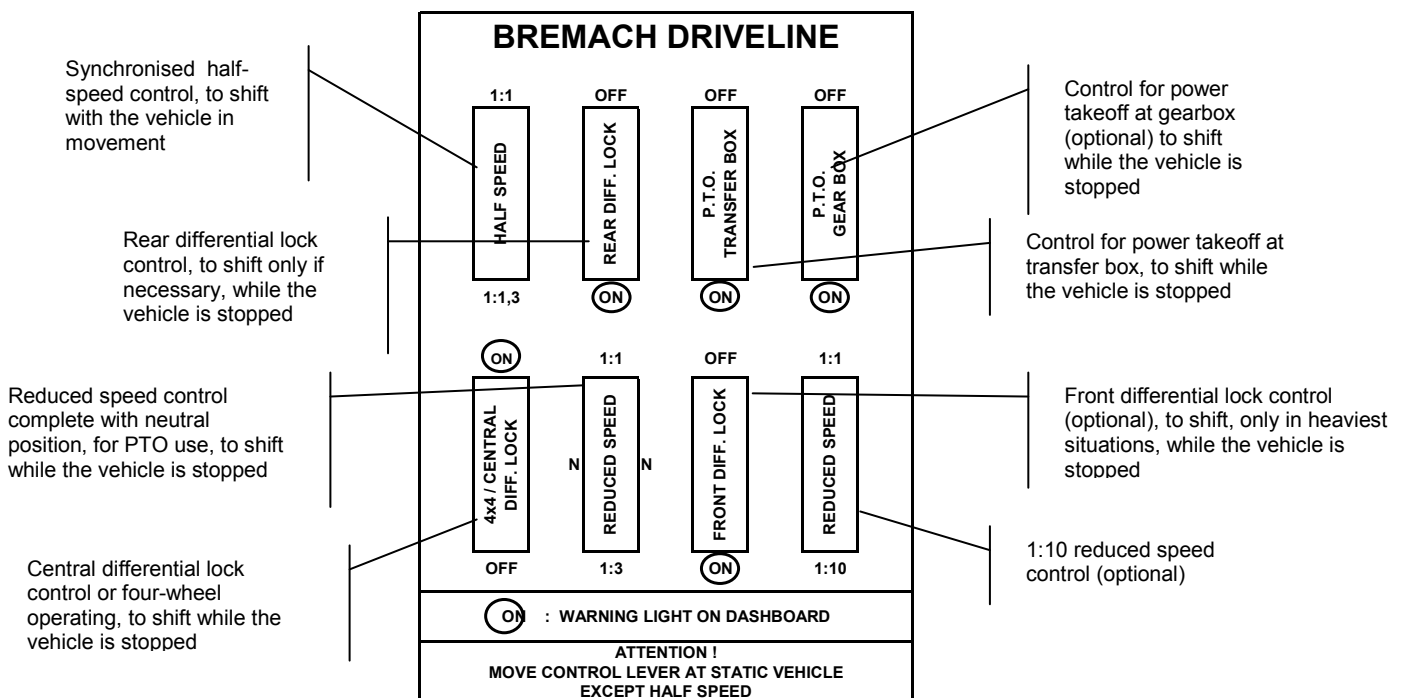 BREMACH DRIVELINE
Synchronised half-
speed control, to shift
with the vehicle in
movement
Rear differential lock
control, to shift only if
necessary, while the
vehicle is stopped
Reduced speed control
complete with neutral
position, for PTO use, to shift
while the vehicle is stopped
Central differential lock
control or four-wheel
operating, to shift while the
vehicle is stopped
1:1
HALF SPEED
1:1,3
OFF
REAR DIFF. LOCK
ON
OFF
P.T.O.
TRANSFER BOX
ON
OFF
P.T.O.
GEAR BOX
ON
ON
4x4 / CENTRAL
DIFF. LOCK
OFF
1:1
N
REDUCED SPEED
N
1:3
OFF
FRONT DIFF. LOCK
ON
1:1
REDUCED SPEED
1:10
Control for power
takeoff at gearbox
(optional) to shift
while the vehicle is
stopped
Control for power takeoff at
transfer box, to shift while
the vehicle is stopped
Front differential lock control
(optional), to shift, only in heaviest
situations, while the vehicle is
stopped
1:10 reduced speed
control (optional)
ON : WARNING LIGHT ON DASHBOARD
ATTENTION !
MOVE CONTROL LEVER AT STATIC VEHICLE
EXCEPT HALF SPEED